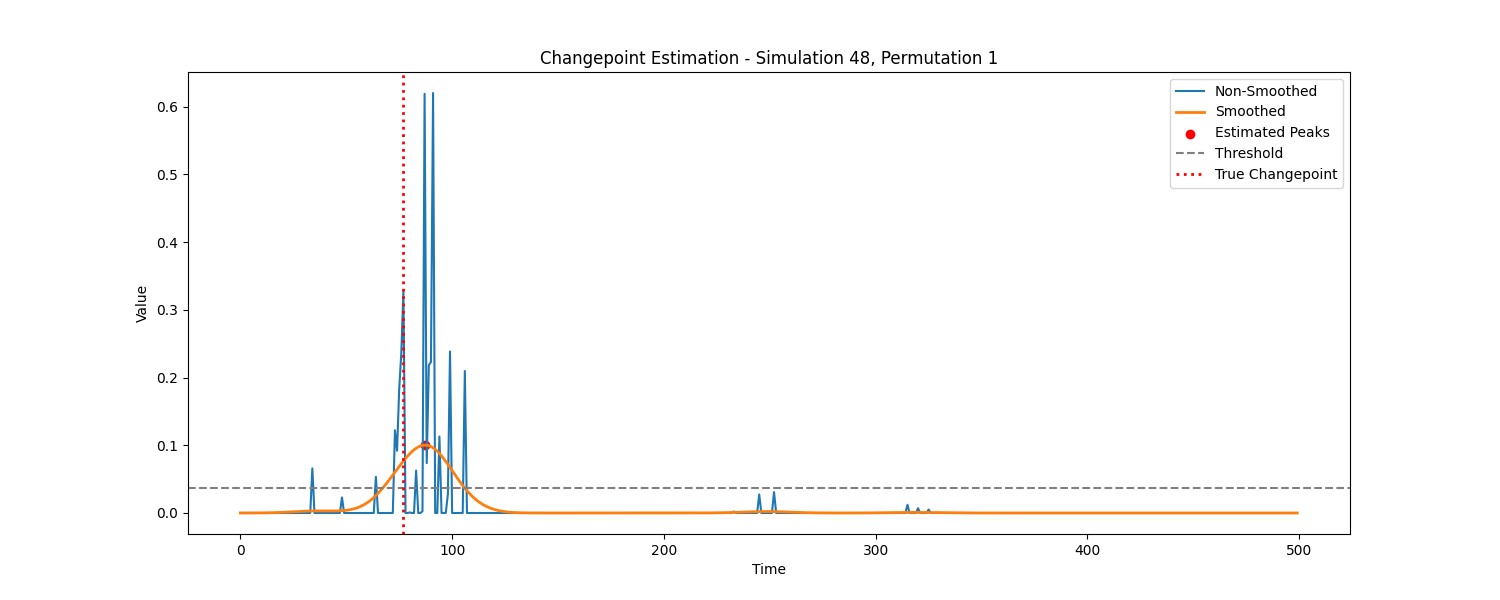 Changepoint Estimation - Simulation 48, Permutation 1
Non-Smoothed
Smoothed
Estimated Peaks
Threshold
True Changepoint
Value
0.6
0.5
0.4
0.3
0.2
0.1
0.0
0 100 200 300 400 500
Time